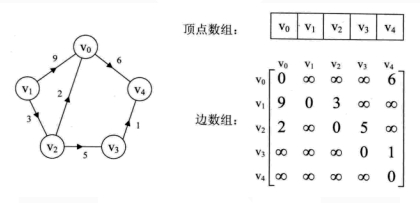 顶点数组： v0 v1 v2 v3 v4
边数组：
v0 v1 v2 v3 v4
v0 0 ∞ ∞ ∞ 6
v1 9 0 3 ∞ ∞
v2 2 ∞ 0 5 ∞
v3 ∞ ∞ ∞ 0 1
v4 ∞ ∞ ∞ ∞ 0
v0
9
6
v1
2
v4
3
1
v2
5
v3